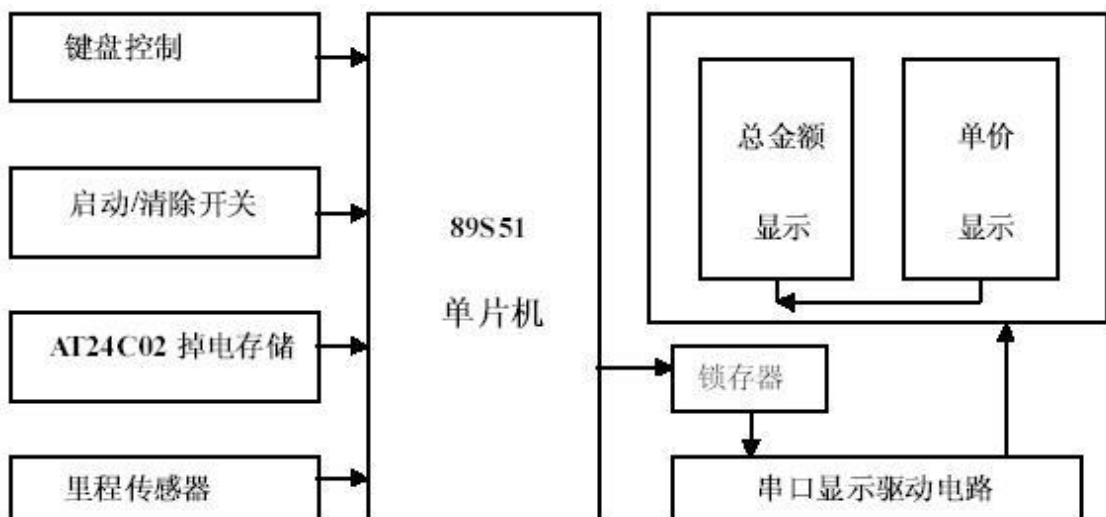 键盘控制
启动/清除开关
AT24C02 掉电存储
里程传感器
89S51
单片机
总金额
显示
单价
显示
锁存器
串口显示驱动电路